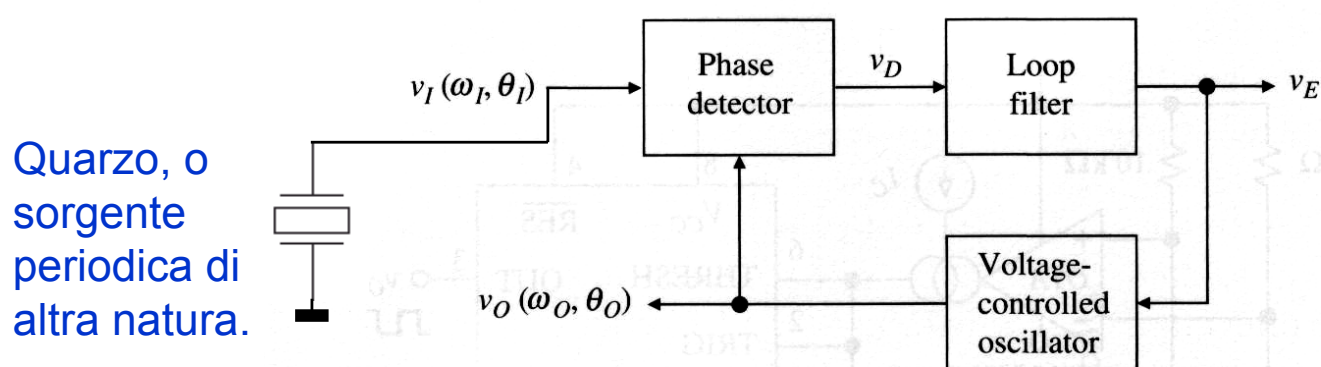 Quarzo, o
sorgente
periodica di
altra natura.
v_I (ω_I, θ_I)
Phase
detector
v_D
Loop
filter
v_E
v_O (ω_O, θ_O)
Voltage-
controlled
oscillator